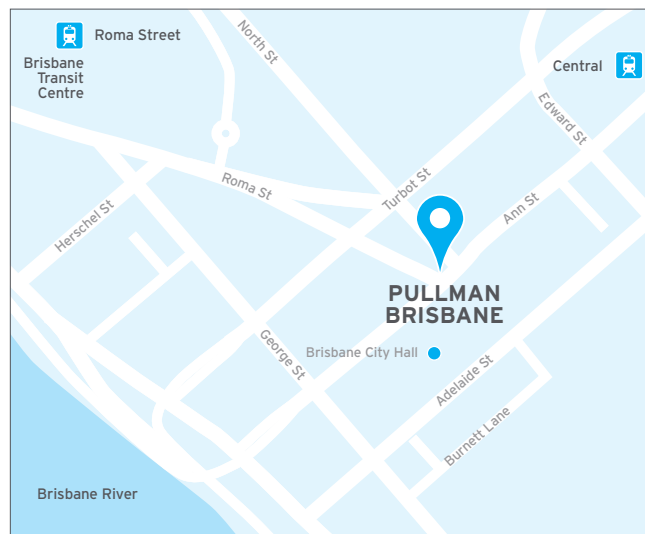 Roma Street
Brisbane
Transit
Centre
North St
Central
Edward St
Turbot St
Roma St
Ann St
Herschel St
PULLMAN
BRISBANE
George St
Brisbane City Hall
Adelaide St
Burnett Lane
Brisbane River